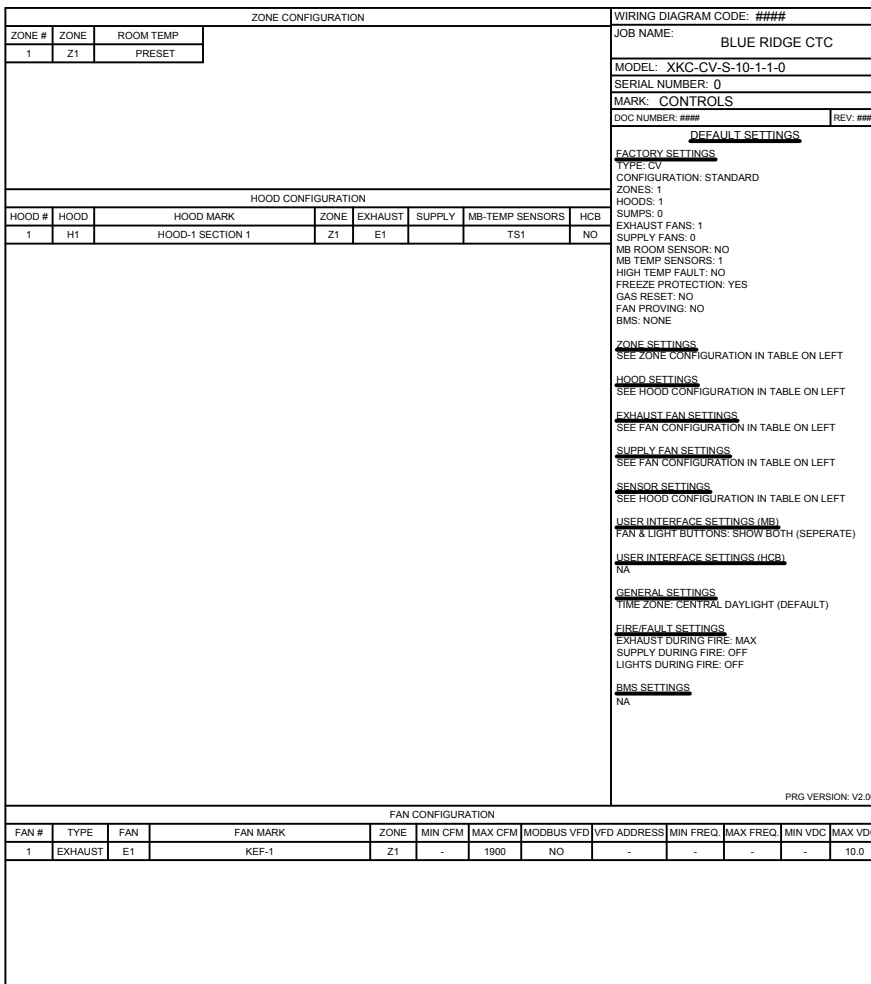 ZONE CONFIGURATION
ZONE # ZONE ROOM TEMP
1 Z1 PRESET
HOOD CONFIGURATION
HOOD # HOOD HOOD MARK ZONE EXHAUST SUPPLY MB-TEMP SENSORS HCB
1 H1 HOOD-1 SECTION 1 Z1 E1 TS1 NO
WIRING DIAGRAM CODE: ####
JOB NAME:
BLUE RIDGE CTC
MODEL: XKC-CV-S-10-1-1-0
SERIAL NUMBER: 0
MARK: CONTROLS
DOC NUMBER: #### REV: ###
DEFAULT SETTINGS
FACTORY SETTINGS
TYPE: CV
CONFIGURATION: STANDARD
ZONES: 1
HOODS: 1
SUMPS: 0
EXHAUST FANS: 1
SUPPLY FANS: 0
MB ROOM SENSOR: NO
MB TEMP SENSORS: 1
HIGH TEMP FAULT: NO
FREEZE PROTECTION: YES
GAS RESET: NO
FAN PROVING: NO
BMS: NONE
ZONE SETTINGS
SEE ZONE CONFIGURATION IN TABLE ON LEFT
HOOD SETTINGS
SEE HOOD CONFIGURATION IN TABLE ON LEFT
EXHAUST FAN SETTINGS
SEE FAN CONFIGURATION IN TABLE ON LEFT
SUPPLY FAN SETTINGS
SEE FAN CONFIGURATION IN TABLE ON LEFT
SENSOR SETTINGS
SEE HOOD CONFIGURATION IN TABLE ON LEFT
USER INTERFACE SETTINGS (MB)
FAN & LIGHT BUTTONS: SHOW BOTH (SEPERATE)
USER INTERFACE SETTINGS (HCB)
NA
GENERAL SETTINGS
TIME ZONE: CENTRAL DAYLIGHT (DEFAULT)
FIRE/FAULT SETTINGS
EXHAUST DURING FIRE: MAX
SUPPLY DURING FIRE: OFF
LIGHTS DURING FIRE: OFF
BMS SETTINGS
NA
PRG VERSION:
FAN CONFIGURATION
FAN # TYPE FAN FAN MARK ZONE MIN CFM MAX CFM MODBUS VFD VFD ADDRESS MIN FREQ. MAX FREQ. MIN VDC MAX
1 EXHAUST E1 KEF-1 Z1 - 1900 NO - - - - 10.0